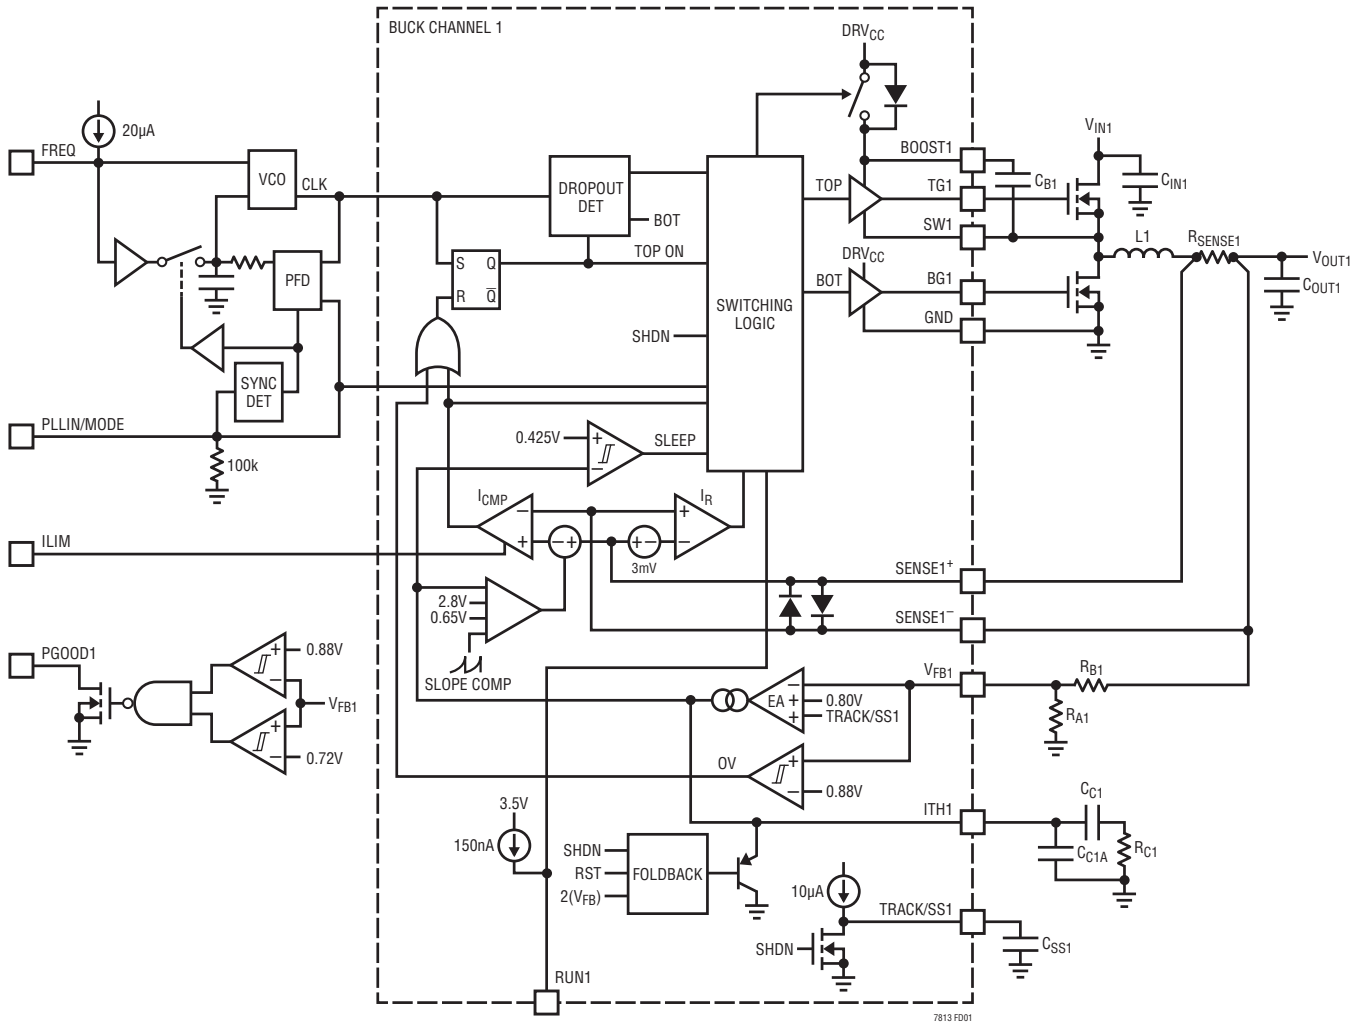 BUCK CHANNEL 1
DRVCC
20µA
FREQ
VCO
CLK
DROPOUT
DET
BOT
TOP ON
PFD
S Q
R Q̅
SYNC
DET
PLLIN/MODE
100k
SHDN
SWITCHING
LOGIC
TOP
BOOST1
TG1
SW1
DRVCC
BOT
BG1
GND
VIN1
CB1
CIN1
L1
RSENSE1
VOUT1
COUT1
0.425V
+
−
SLEEP
ICMP
−
+
− +
+ −
3mV
IR
+
−
ILIM
2.8V
0.65V
SLOPE COMP
SENSE1+
SENSE1−
PGOOD1
+
0.88V
−
VFB1
+
−
0.72V
VFB1
RB1
RA1
−
EA +
0.80V
+
TRACK/SS1
OV
+
−
0.88V
3.5V
150nA
ITH1
CC1
CC1A
RC1
SHDN
RST
2(VFB)
FOLDBACK
10µA
TRACK/SS1
SHDN
CSS1
RUN1
7813 FD01